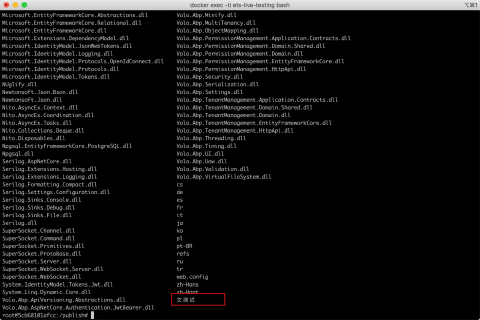 docker exec -ti ets-live-testing bash
Microsoft.EntityFrameworkCore.Abstractions.dll Volo.Abp.Minify.dll
Microsoft.EntityFrameworkCore.Relational.dll Volo.Abp.MultiTenancy.dll
Microsoft.EntityFrameworkCore.dll Volo.Abp.ObjectMapping.dll
Microsoft.Extensions.DependencyModel.dll Volo.Abp.PermissionManagement.Application.Contracts.dll
Microsoft.IdentityModel.JsonWebTokens.dll Volo.Abp.PermissionManagement.Domain.Shared.dll
Microsoft.IdentityModel.Logging.dll Volo.Abp.PermissionManagement.Domain.dll
Microsoft.IdentityModel.Protocols.OpenIdConnect.dll Volo.Abp.PermissionManagement.EntityFrameworkCore.dll
Microsoft.IdentityModel.Protocols.dll Volo.Abp.PermissionManagement.HttpApi.dll
Microsoft.IdentityModel.Tokens.dll Volo.Abp.Security.dll
NUglify.dll Volo.Abp.Serialization.dll
Newtonsoft.Json.Bson.dll Volo.Abp.Settings.dll
Newtonsoft.Json.dll Volo.Abp.TenantManagement.Application.Contracts.dll
Nito.AsyncEx.Context.dll Volo.Abp.TenantManagement.Domain.Shared.dll
Nito.AsyncEx.Coordination.dll Volo.Abp.TenantManagement.Domain.dll
Nito.AsyncEx.Tasks.dll Volo.Abp.TenantManagement.EntityFrameworkCore.dll
Nito.Collections.Deque.dll Volo.Abp.TenantManagement.HttpApi.dll
Nito.Disposables.dll Volo.Abp.Threading.dll
Npgsql.EntityFrameworkCore.PostgreSQL.dll Volo.Abp.Timing.dll
Npgsql.dll Volo.Abp.UI.dll
Serilog.AspNetCore.dll Volo.Abp.Uow.dll
Serilog.Extensions.Hosting.dll Volo.Abp.Validation.dll
Serilog.Extensions.Logging.dll Volo.Abp.VirtualFileSystem.dll
Serilog.Formatting.Compact.dll cs
Serilog.Settings.Configuration.dll de
Serilog.Sinks.Console.dll es
Serilog.Sinks.Debug.dll fr
Serilog.Sinks.File.dll it
Serilog.dll ja
SuperSocket.Channel.dll ko
SuperSocket.Command.dll pl
SuperSocket.Primitives.dll pt-BR
SuperSocket.ProtoBase.dll refs
SuperSocket.Server.dll ru
SuperSocket.WebSocket.Server.dll tr
SuperSocket.WebSocket.dll web.config
System.IdentityModel.Tokens.Jwt.dll zh-Hans
System.Linq.Dynamic.Core.dll zh-Hant
Volo.Abp.ApiVersioning.Abstractions.dll 文测试
Volo.Abp.AspNetCore.Authentication.JwtBearer.dll
root@5cb68101afcc:/publish#